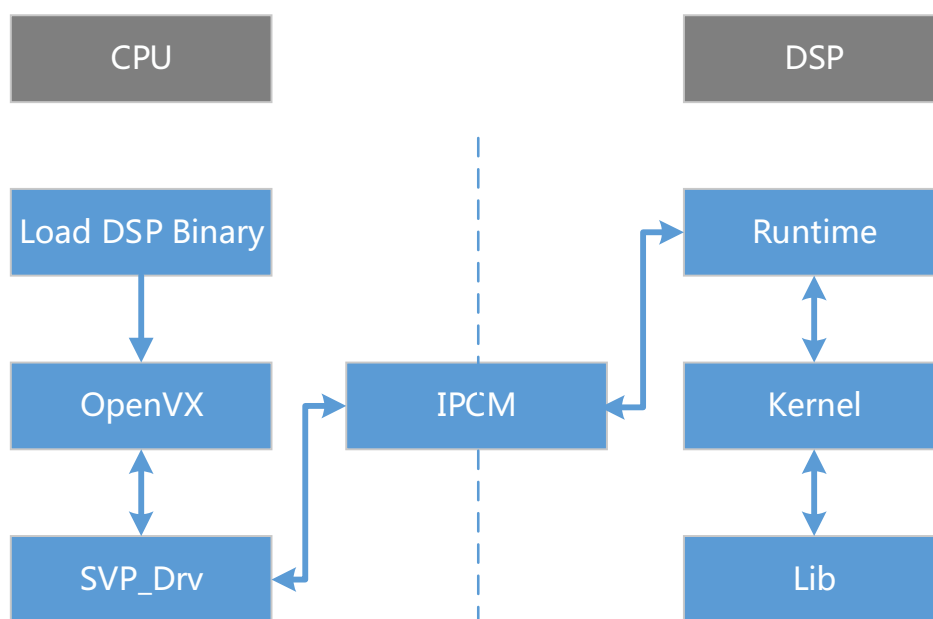 CPU
DSP
Load DSP Binary
Runtime
OpenVX
IPCM
Kernel
SVP_Drv
Lib